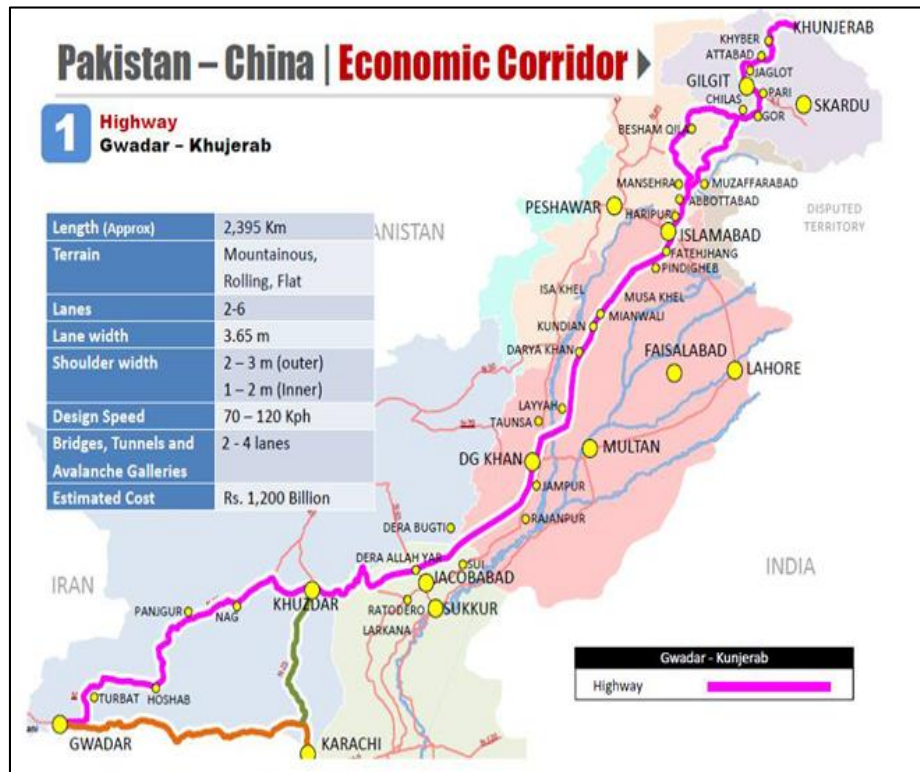 Pakistan – China | Economic Corridor
1
Highway
Gwadar – Khujerab
Length (Approx) 2,395 Km
Terrain Mountainous,
Rolling, Flat
Lanes 2-6
Lane width 3.65 m
Shoulder width 2 – 3 m (outer)
1 – 2 m (Inner)
Design Speed 70 – 120 Kph
Bridges, Tunnels and 2 - 4 lanes
Avalanche Galleries
Estimated Cost Rs. 1,200 Billion
KHUNJERAB
KHYBER
ATTABAD
JAGLOT
GILGIT
PARI
CHILAS
SKARDU
GOR
BESHAM QILA
MANSEHRA
MUZAFFARABAD
ABBOTTABAD
PESHAWAR
HARIPUR
DISPUTED
TERRITORY
ANISTAN
ISLAMABAD
FATEHJHANG
PINDIGHEB
ISA KHEL
MUSA KHEL
MIANWALI
KUNDIAN
DARYA KHAN
FAISALABAD
LAHORE
LAYYAH
TAUNSA
MULTAN
DG KHAN
JAMPUR
RAJANPUR
DERA BUGTI
DERA ALLAH YAR
SUI
INDIA
IRAN
JACOBABAD
KHUZDAR
PANJGUR
NAG
RATODERO
SUKKUR
LARKANA
TURBAT
HOSHAB
ani
GWADAR
KARACHI
Gwadar - Kunjerab
Highway